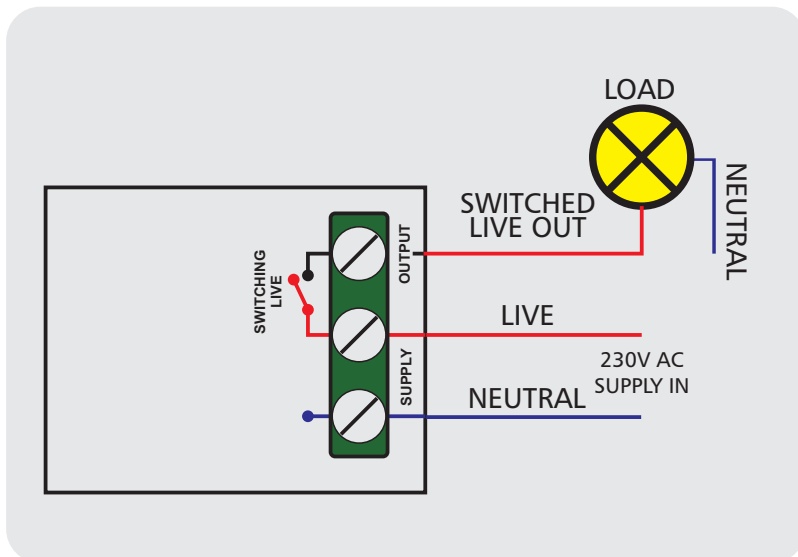 LOAD
NEUTRAL
SWITCHED
LIVE OUT
OUTPUT
SWITCHING
LIVE
LIVE
SUPPLY
230V AC
SUPPLY IN
NEUTRAL